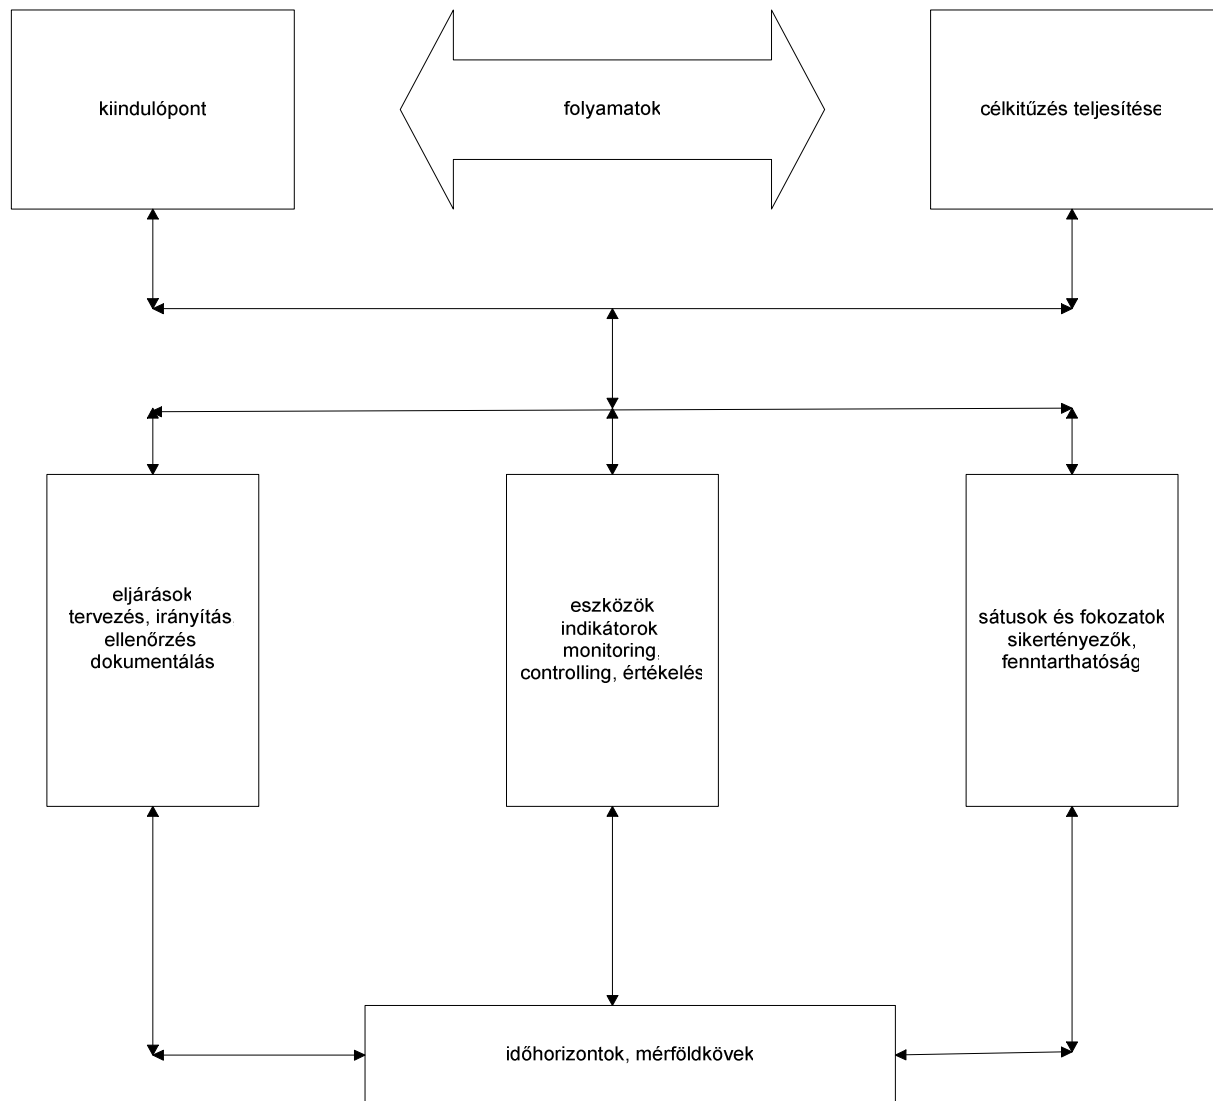 kiindulópont
folyamatok
célkitűzés teljesítése
eljárások
tervezés, irányítás
ellenőrzés
dokumentálás
eszközök
indikátorok
monitoring,
controlling, értékelés
sátusok és fokozatok
sikertényezők,
fenntarthatóság
időhorizontok, mérföldkövek